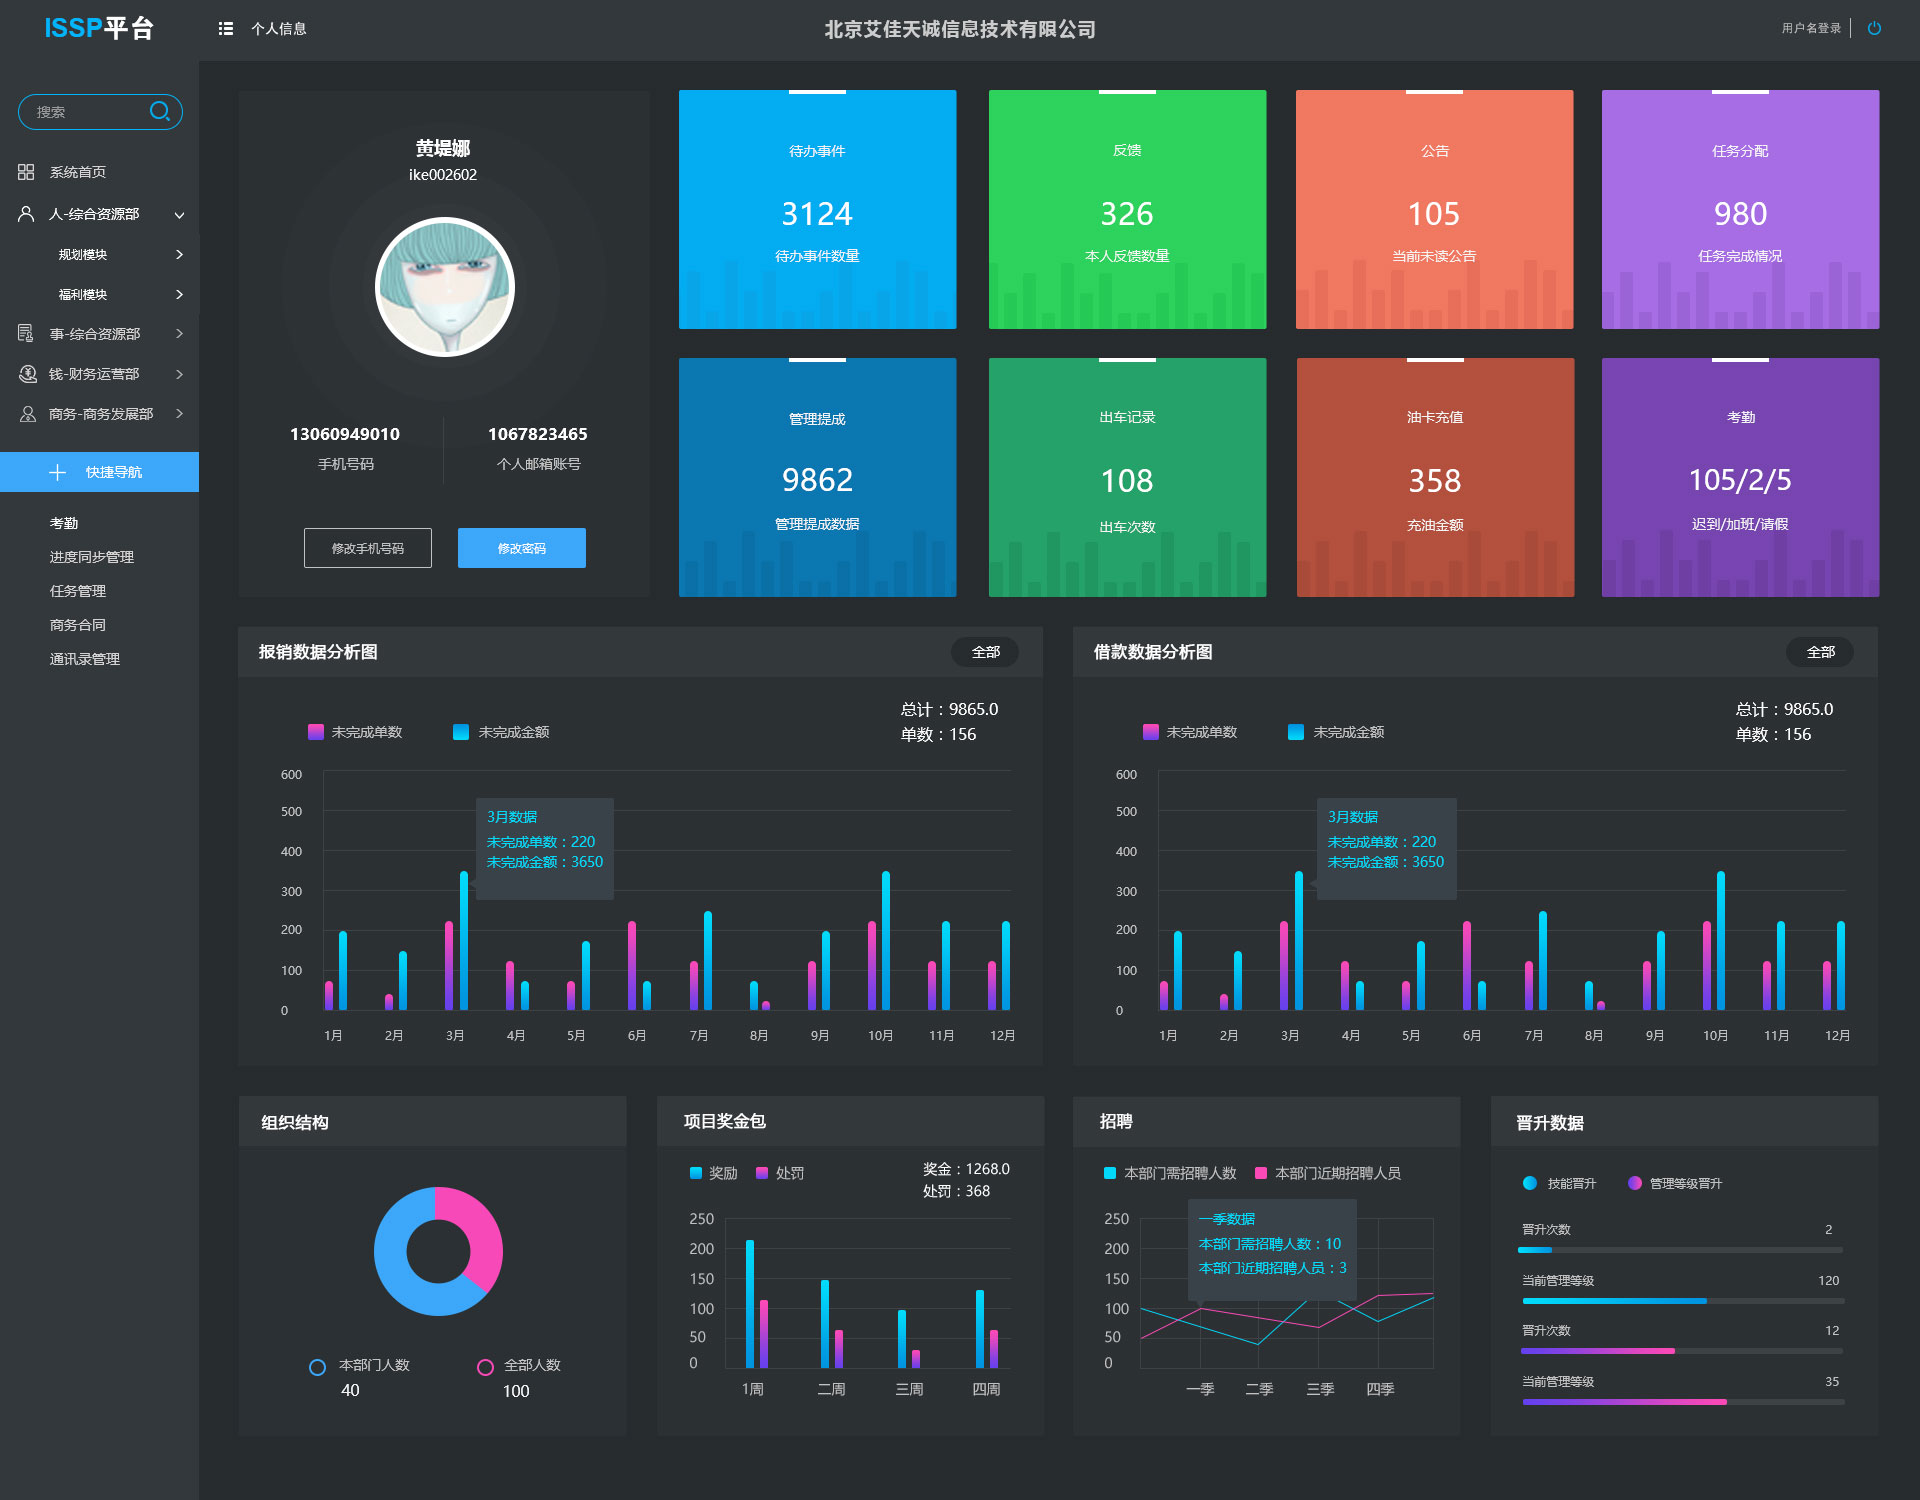 ISSP平台
个人信息
北京艾佳天诚信息技术有限公司
用户名登录
搜索
系统首页
人-综合资源部
规划模块
福利模块
事-综合资源部
钱-财务运营部
商务-商务发展部
快捷导航
考勤
进度同步管理
任务管理
商务合同
通讯录管理
黄堤娜
ike002602
13060949010
手机号码
1067823465
个人邮箱账号
修改手机号码
修改密码
待办事件
3124
待办事件数量
反馈
326
本人反馈数量
公告
105
当前未读公告
任务分配
980
任务完成情况
管理提成
9862
管理提成数据
出车记录
108
出车次数
油卡充值
358
充油金额
考勤
105/2/5
迟到/加班/请假
报销数据分析图
全部
未完成单数
未完成金额
总计：9865.0
单数：156
600
500
400
300
200
100
0
3月数据
未完成单数：220
未完成金额：3650
1月 2月 3月 4月 5月 6月 7月 8月 9月 10月 11月 12月
借款数据分析图
全部
未完成单数
未完成金额
总计：9865.0
单数：156
600
500
400
300
200
100
0
3月数据
未完成单数：220
未完成金额：3650
1月 2月 3月 4月 5月 6月 7月 8月 9月 10月 11月 12月
组织结构
本部门人数
40
全部人数
100
项目奖金包
奖励
处罚
奖金：1268.0
处罚：368
250
200
150
100
50
0
1周 二周 三周 四周
招聘
本部门需招聘人数
本部门近期招聘人员
250
200
150
100
50
0
一季数据
本部门需招聘人数：10
本部门近期招聘人员：3
一季 二季 三季 四季
晋升数据
技能晋升
管理等级晋升
晋升次数 2
当前管理等级 120
晋升次数 12
当前管理等级 35